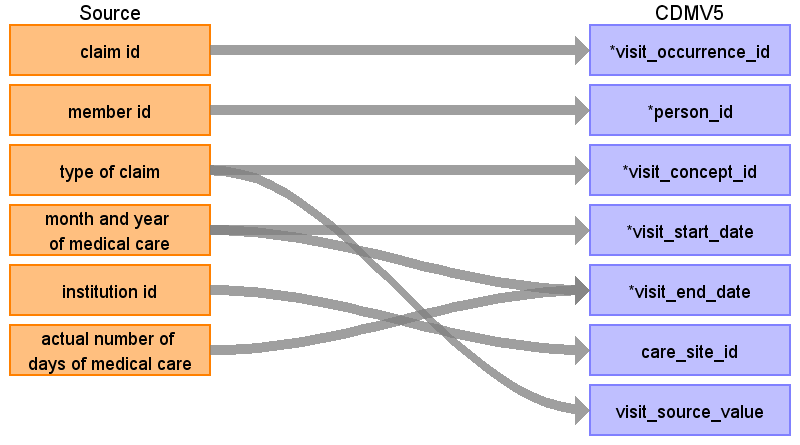 Source
CDMV5
claim id
*visit_occurrence_id
member id
*person_id
type of claim
*visit_concept_id
month and year
of medical care
*visit_start_date
institution id
*visit_end_date
actual number of
days of medical care
care_site_id
visit_source_value